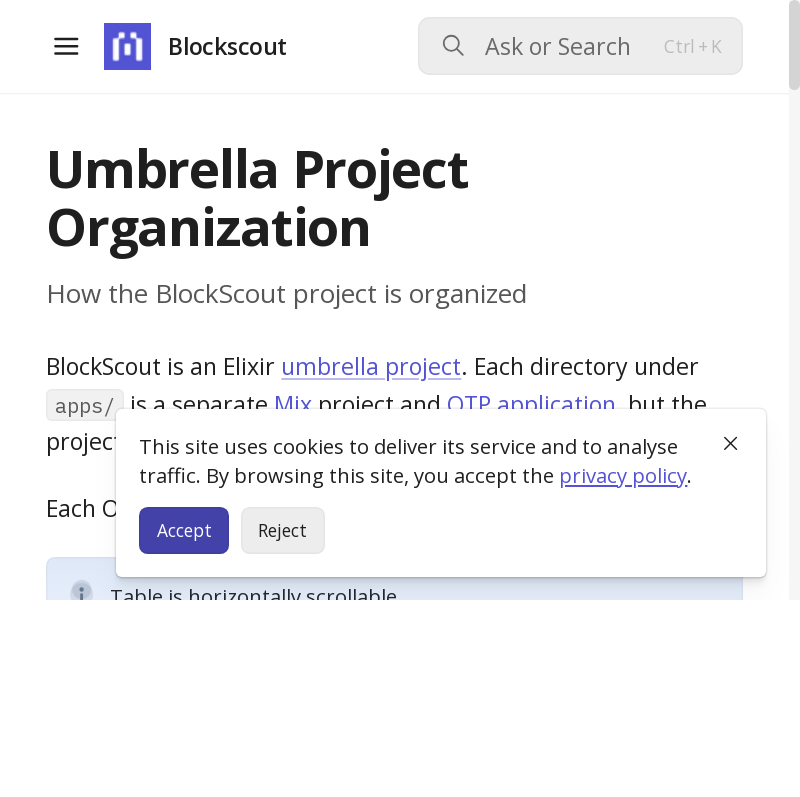 Blockscout
Ask or Search
Ctrl + K
Umbrella Project
Organization
How the BlockScout project is organized
BlockScout is an Elixir umbrella project. Each directory under
apps/ is a separate Mix project and OTP application, but the
project
This site uses cookies to deliver its service and to analyse
traffic. By browsing this site, you accept the privacy policy.
Each O
Accept
Reject
Table is horizontally scrollable